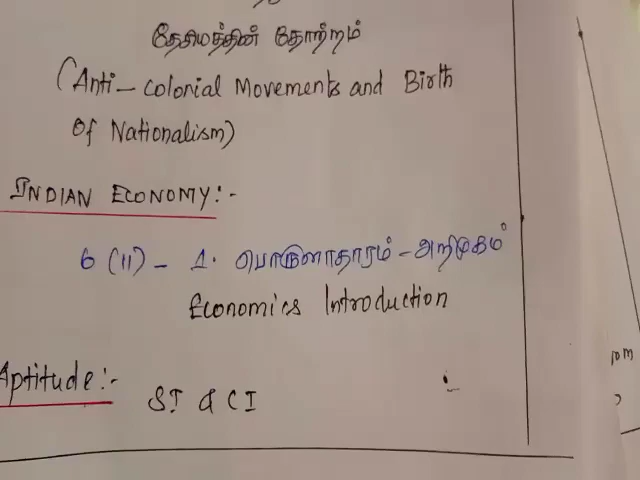 தேசியத்தின் தோற்றம்
(Anti - colonial Movements and Birth
Of Nationalism)
INDIAN ECONOMY:-
6 (II) - 1. பொருளாதாரம் - அறிமுகம்
Economics Introduction
Aptitude:-
SI & CI
10 m